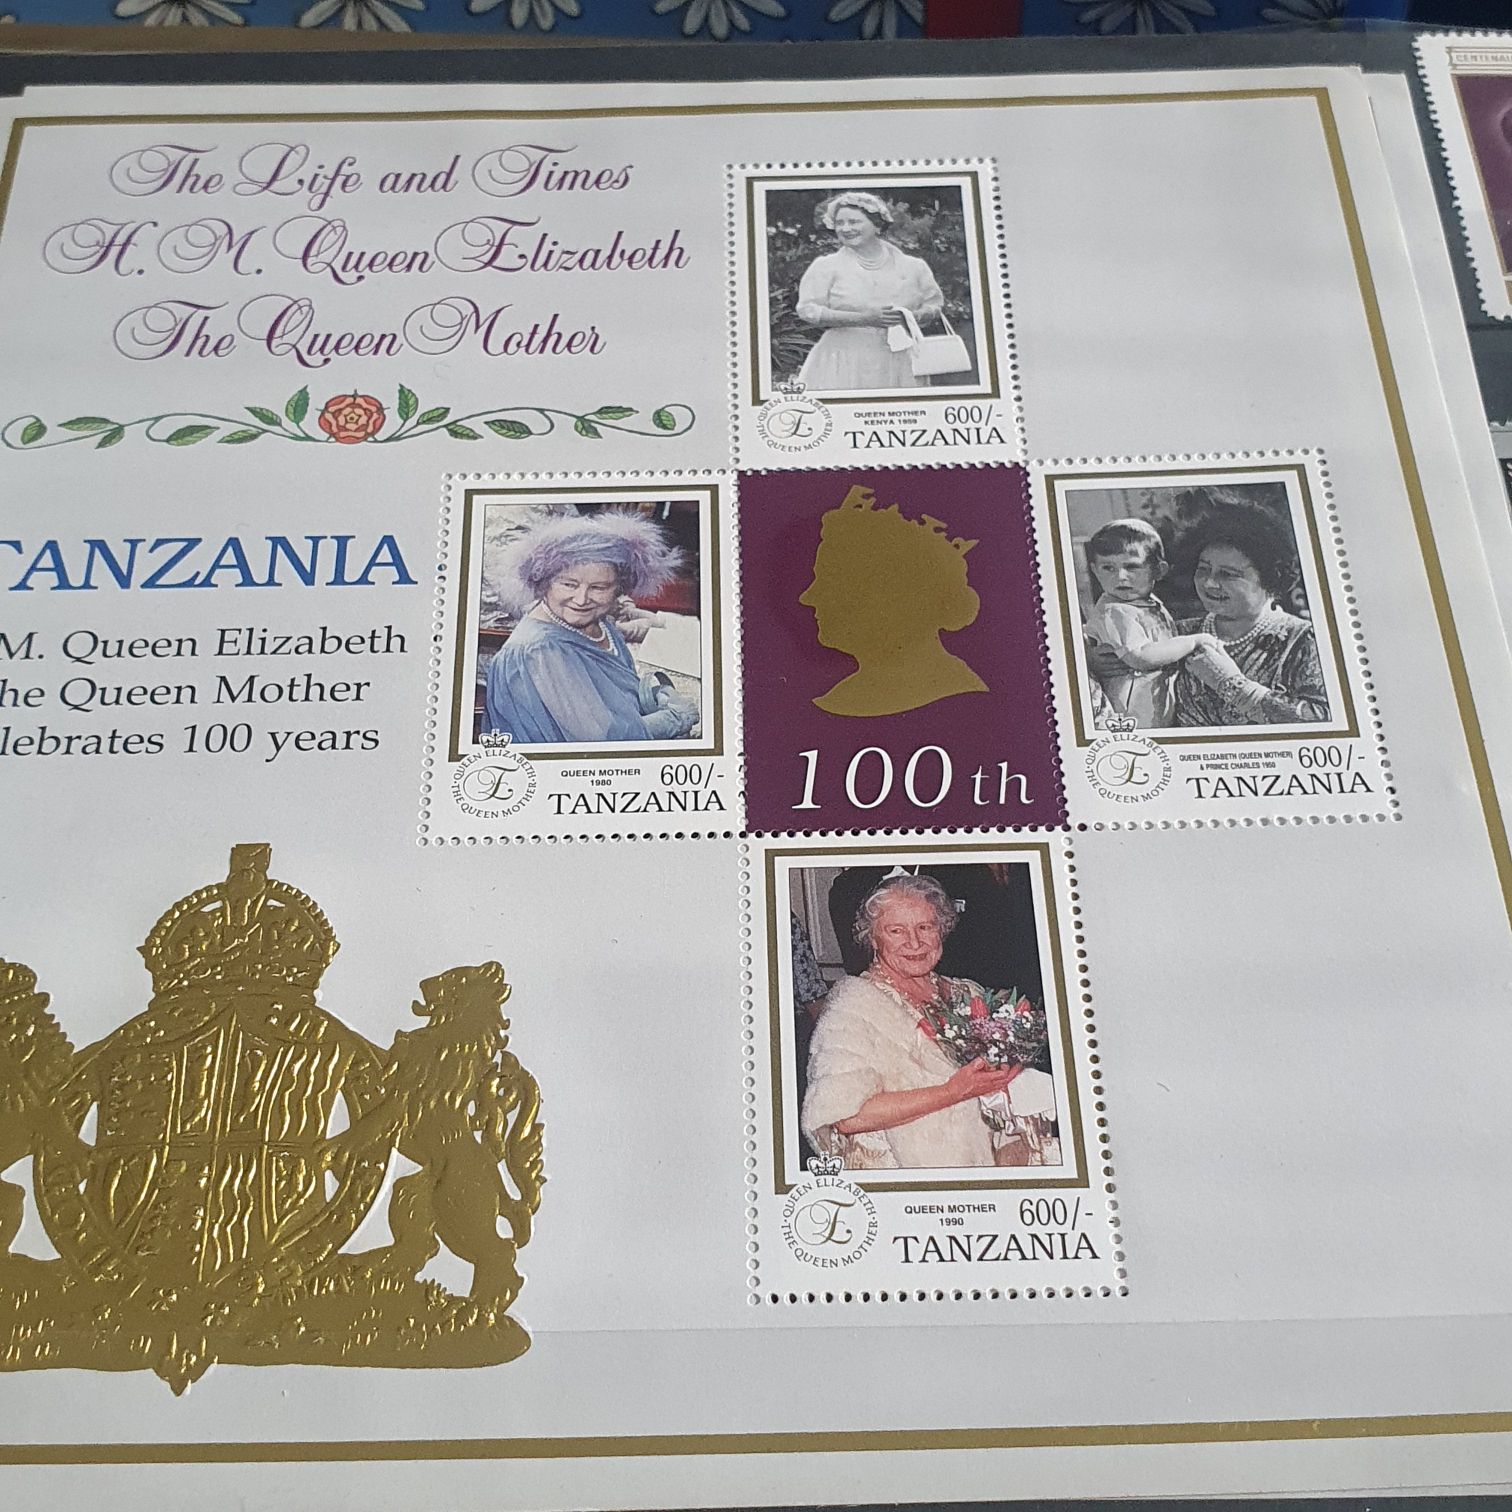 The Life and Times
H. M. Queen Elizabeth
The Queen Mother
TANZANIA
M. Queen Elizabeth
he Queen Mother
lebrates 100 years
QUEEN ELIZABETH
THE QUEEN MOTHER
QUEEN MOTHER
KENYA 1959
600/-
TANZANIA
QUEEN ELIZABETH
THE QUEEN MOTHER
QUEEN MOTHER
1980
600/-
TANZANIA
100th
QUEEN ELIZABETH
THE QUEEN MOTHER
QUEEN ELIZABETH (QUEEN MOTHER)
& PRINCE CHARLES 1950
600/-
TANZANIA
QUEEN ELIZABETH
THE QUEEN MOTHER
QUEEN MOTHER
1990
600/-
TANZANIA